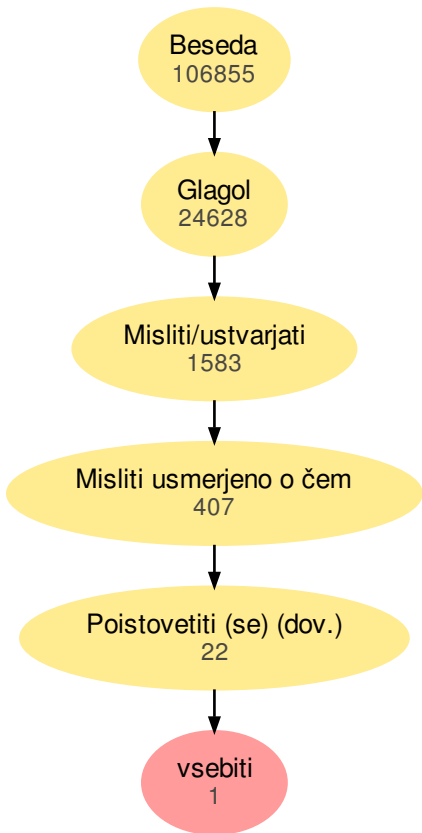 Beseda
106855
Glagol
24628
Misliti/ustvarjati
1583
Misliti usmerjeno o čem
407
Poistovetiti (se) (dov.)
22
vsebiti
1